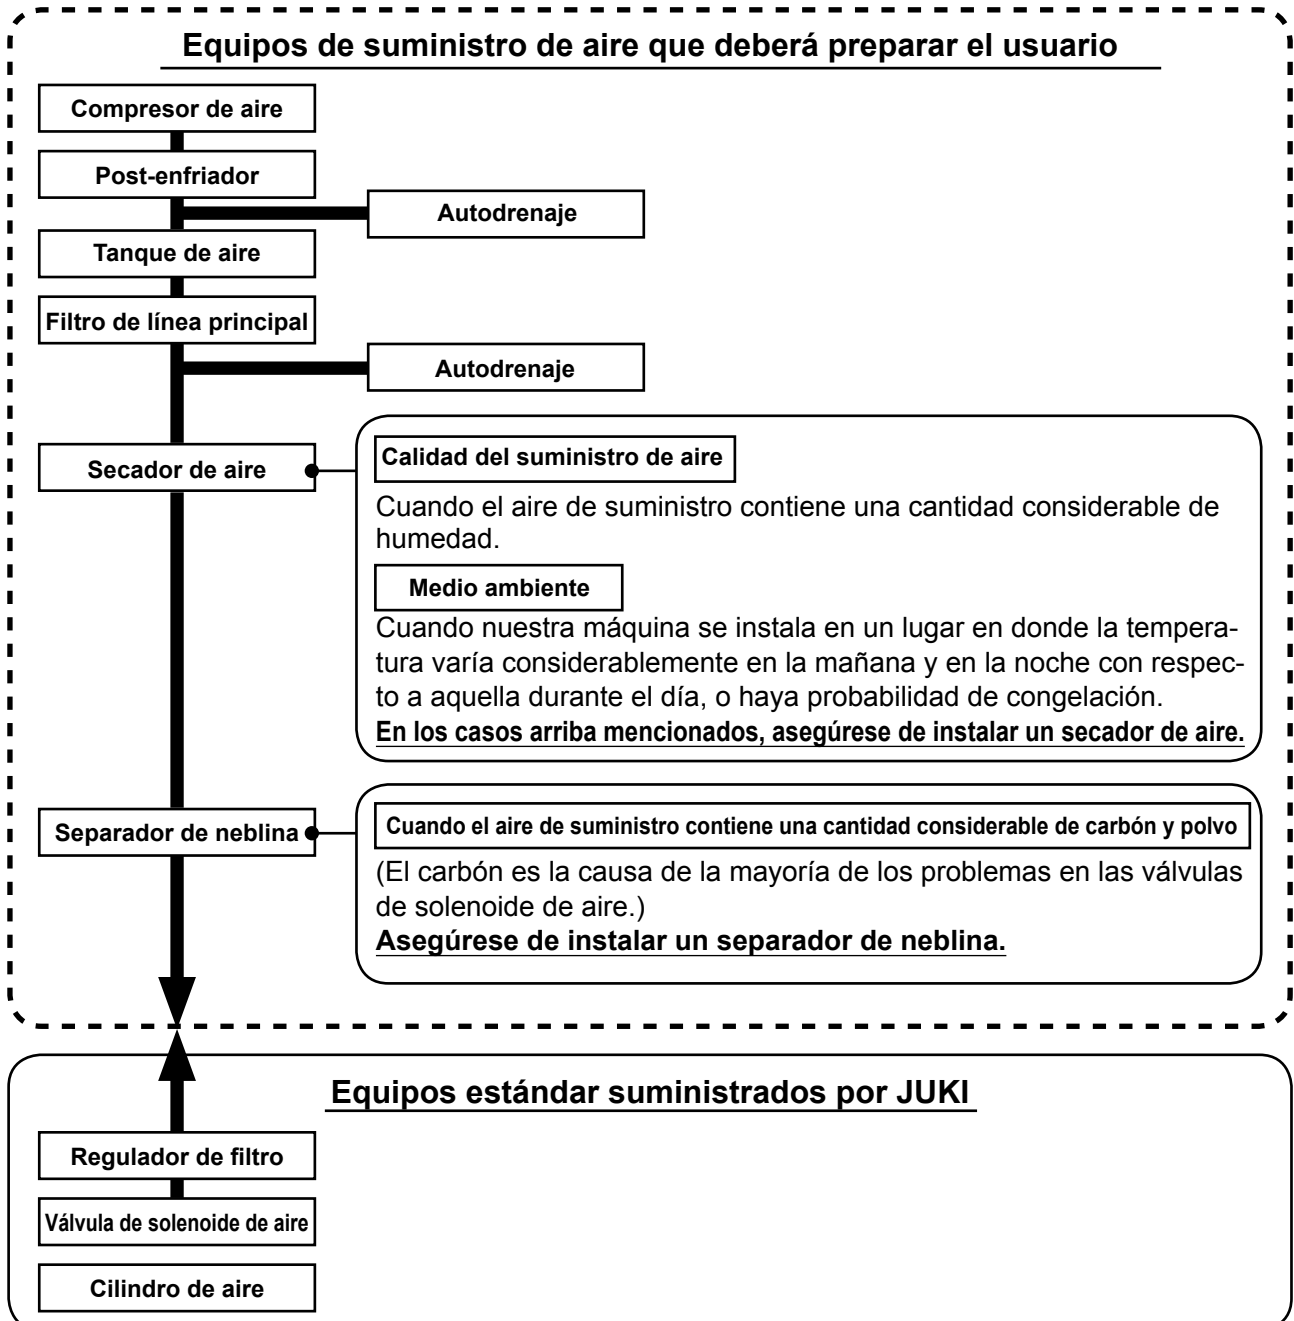 Equipos de suministro de aire que deberá preparar el usuario
Compresor de aire
Post-enfriador
Autodrenaje
Tanque de aire
Filtro de línea principal
Autodrenaje
Secador de aire
Calidad del suministro de aire
Cuando el aire de suministro contiene una cantidad considerable de
humedad.
Medio ambiente
Cuando nuestra máquina se instala en un lugar en donde la tempera-
tura varía considerablemente en la mañana y en la noche con respec-
to a aquella durante el día, o haya probabilidad de congelación.
En los casos arriba mencionados, asegúrese de instalar un secador de aire.
Separador de neblina
Cuando el aire de suministro contiene una cantidad considerable de carbón y polvo
(El carbón es la causa de la mayoría de los problemas en las válvulas
de solenoide de aire.)
Asegúrese de instalar un separador de neblina.
Equipos estándar suministrados por JUKI
Regulador de filtro
Válvula de solenoide de aire
Cilindro de aire